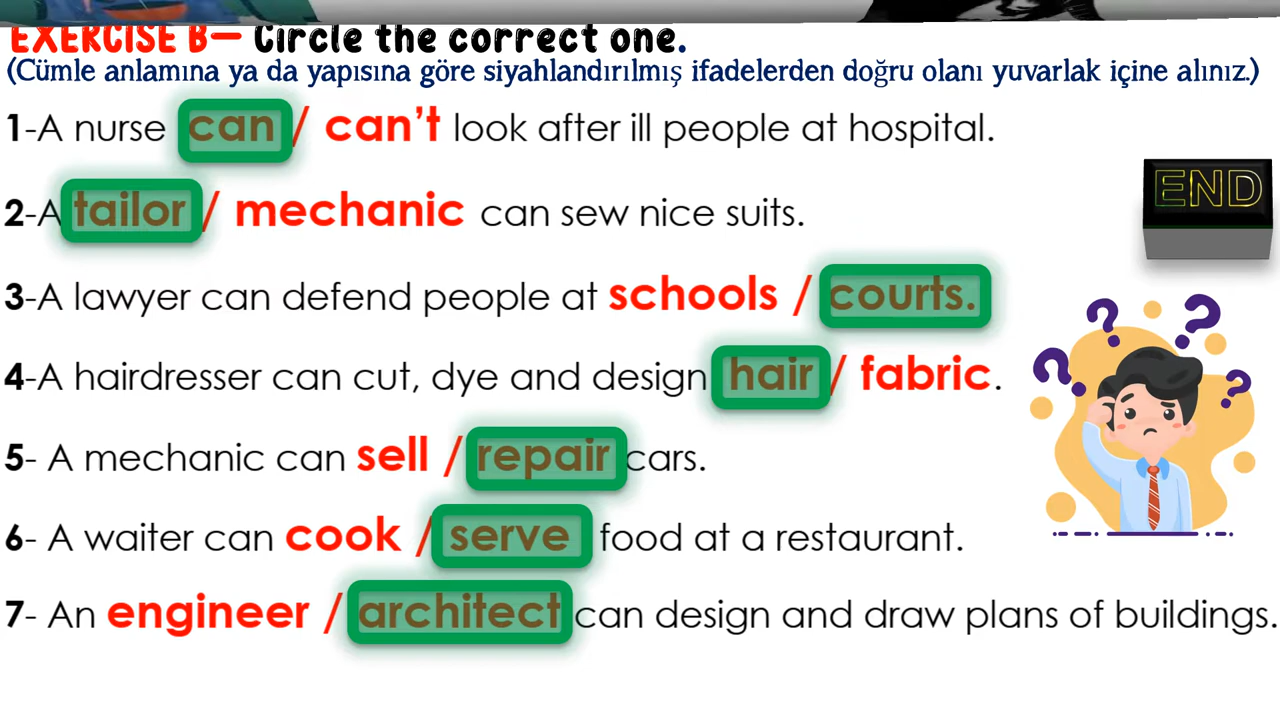 EXERCISE B– Circle the correct one.
(Cümle anlamına ya da yapısına göre siyahlandırılmış ifadelerden doğru olanı yuvarlak içine alınız.)
1-A nurse can / can’t look after ill people at hospital.
2-A tailor / mechanic can sew nice suits.
END
3-A lawyer can defend people at schools / courts.
4-A hairdresser can cut, dye and design hair / fabric.
5- A mechanic can sell / repair cars.
6- A waiter can cook / serve food at a restaurant.
7- An engineer / architect can design and draw plans of buildings.